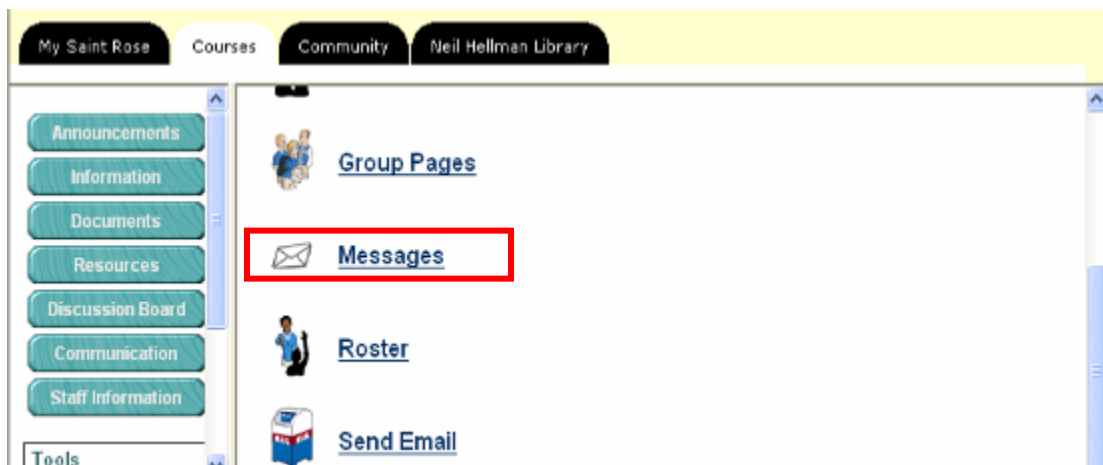 My Saint Rose Courses Community Neil Hellman Library
Announcements
Information
Documents
Resources
Discussion Board
Communication
Staff Information
Tools
Group Pages
Messages
Roster
Send Email